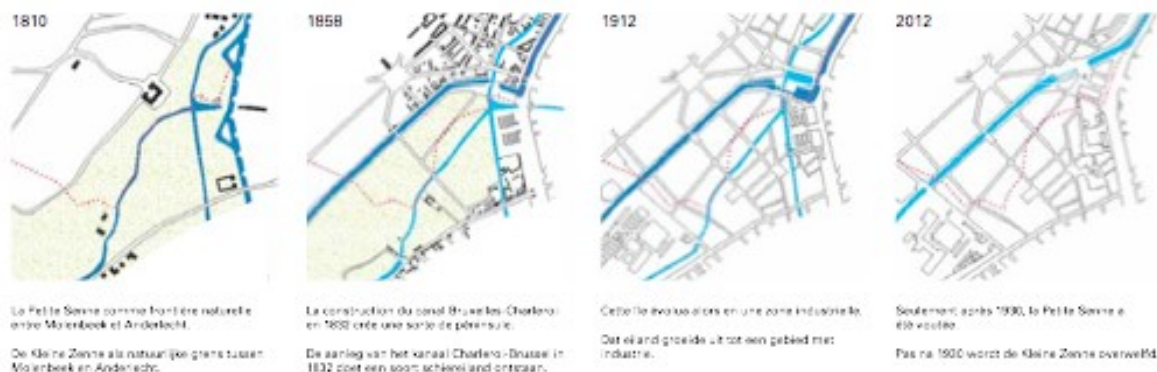 1810
1858
1912
2012
La Petite Senne comme frontière naturelle
entre Molenbeek et Anderlecht.
De Kleine Zenne als natuurlijke grens tussen
Molenbeek en Anderlecht.
La construction du canal Bruxelles-Charleroi
en 1832 crée une sorte de péninsule.
De aanleg van het kanaal Charleroi-Brussel in
1832 doet een soort schiereiland ontstaan.
Cette île évolua alors en une zone industrielle.
Dat eiland groeide uit tot een gebied met
industrie.
Seulement après 1930, la Petite Senne a
été voutée
Pas na 1930 wordt de Kleine Zenne overwelfd.